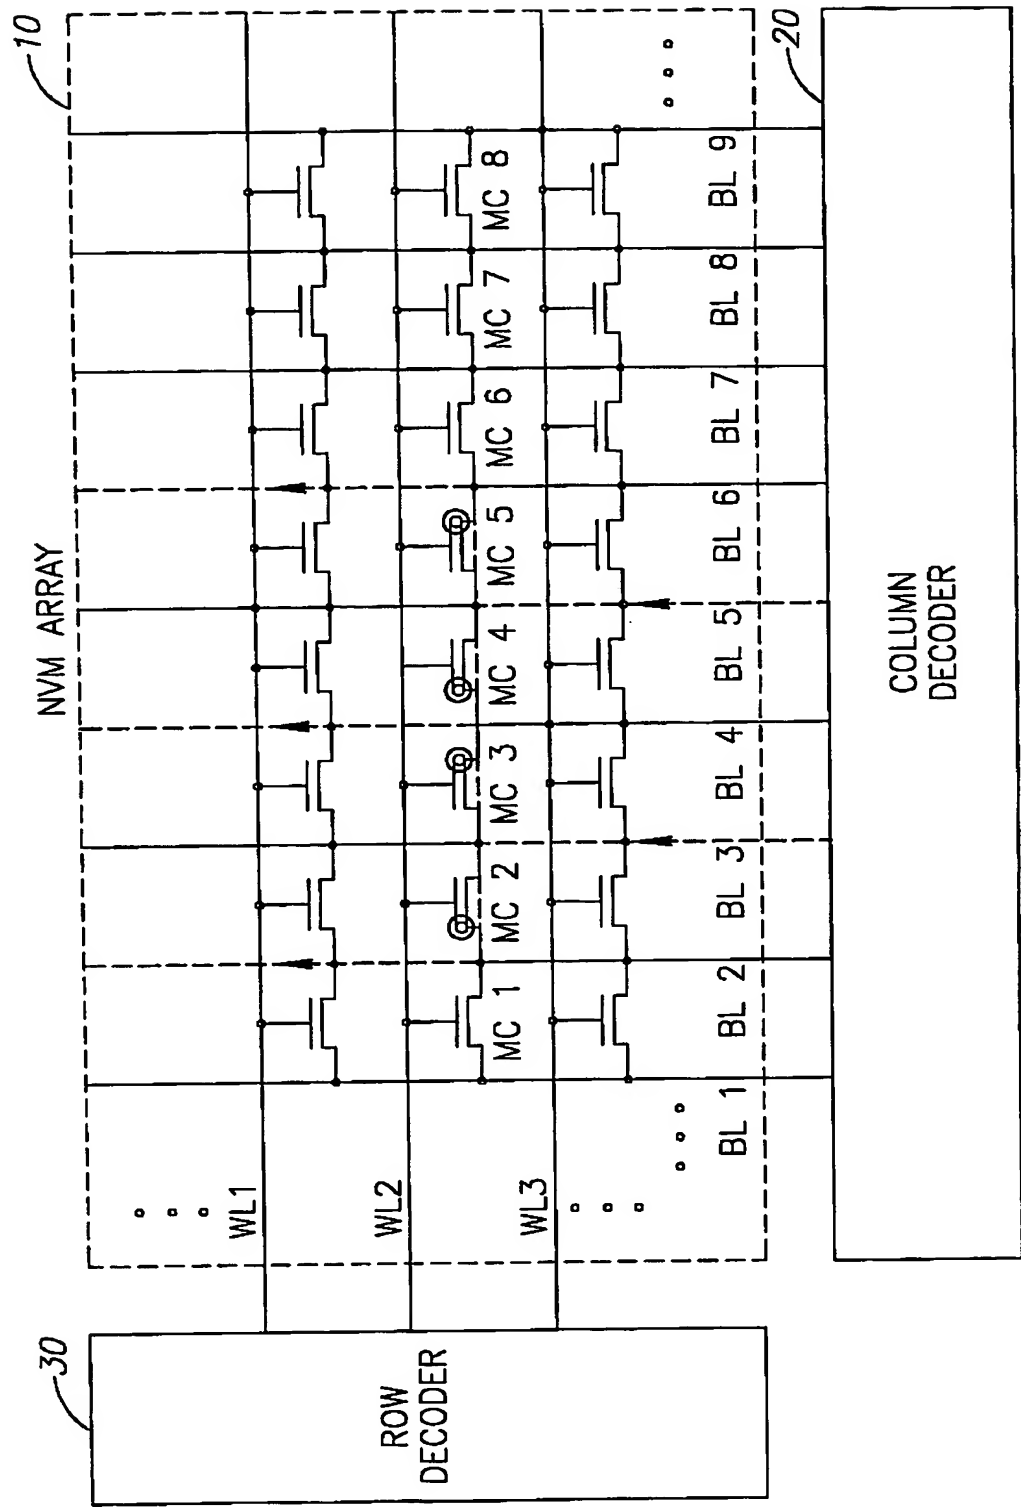 30
NVM ARRAY
10
ROW
DECODER
WL1
WL2
MC 1 MC 2 MC 3 MC 4 MC 5 MC 6 MC 7 MC 8
WL3
BL 1 BL 2 BL 3 BL 4 BL 5 BL 6 BL 7 BL 8 BL 9
20
COLUMN
DECODER